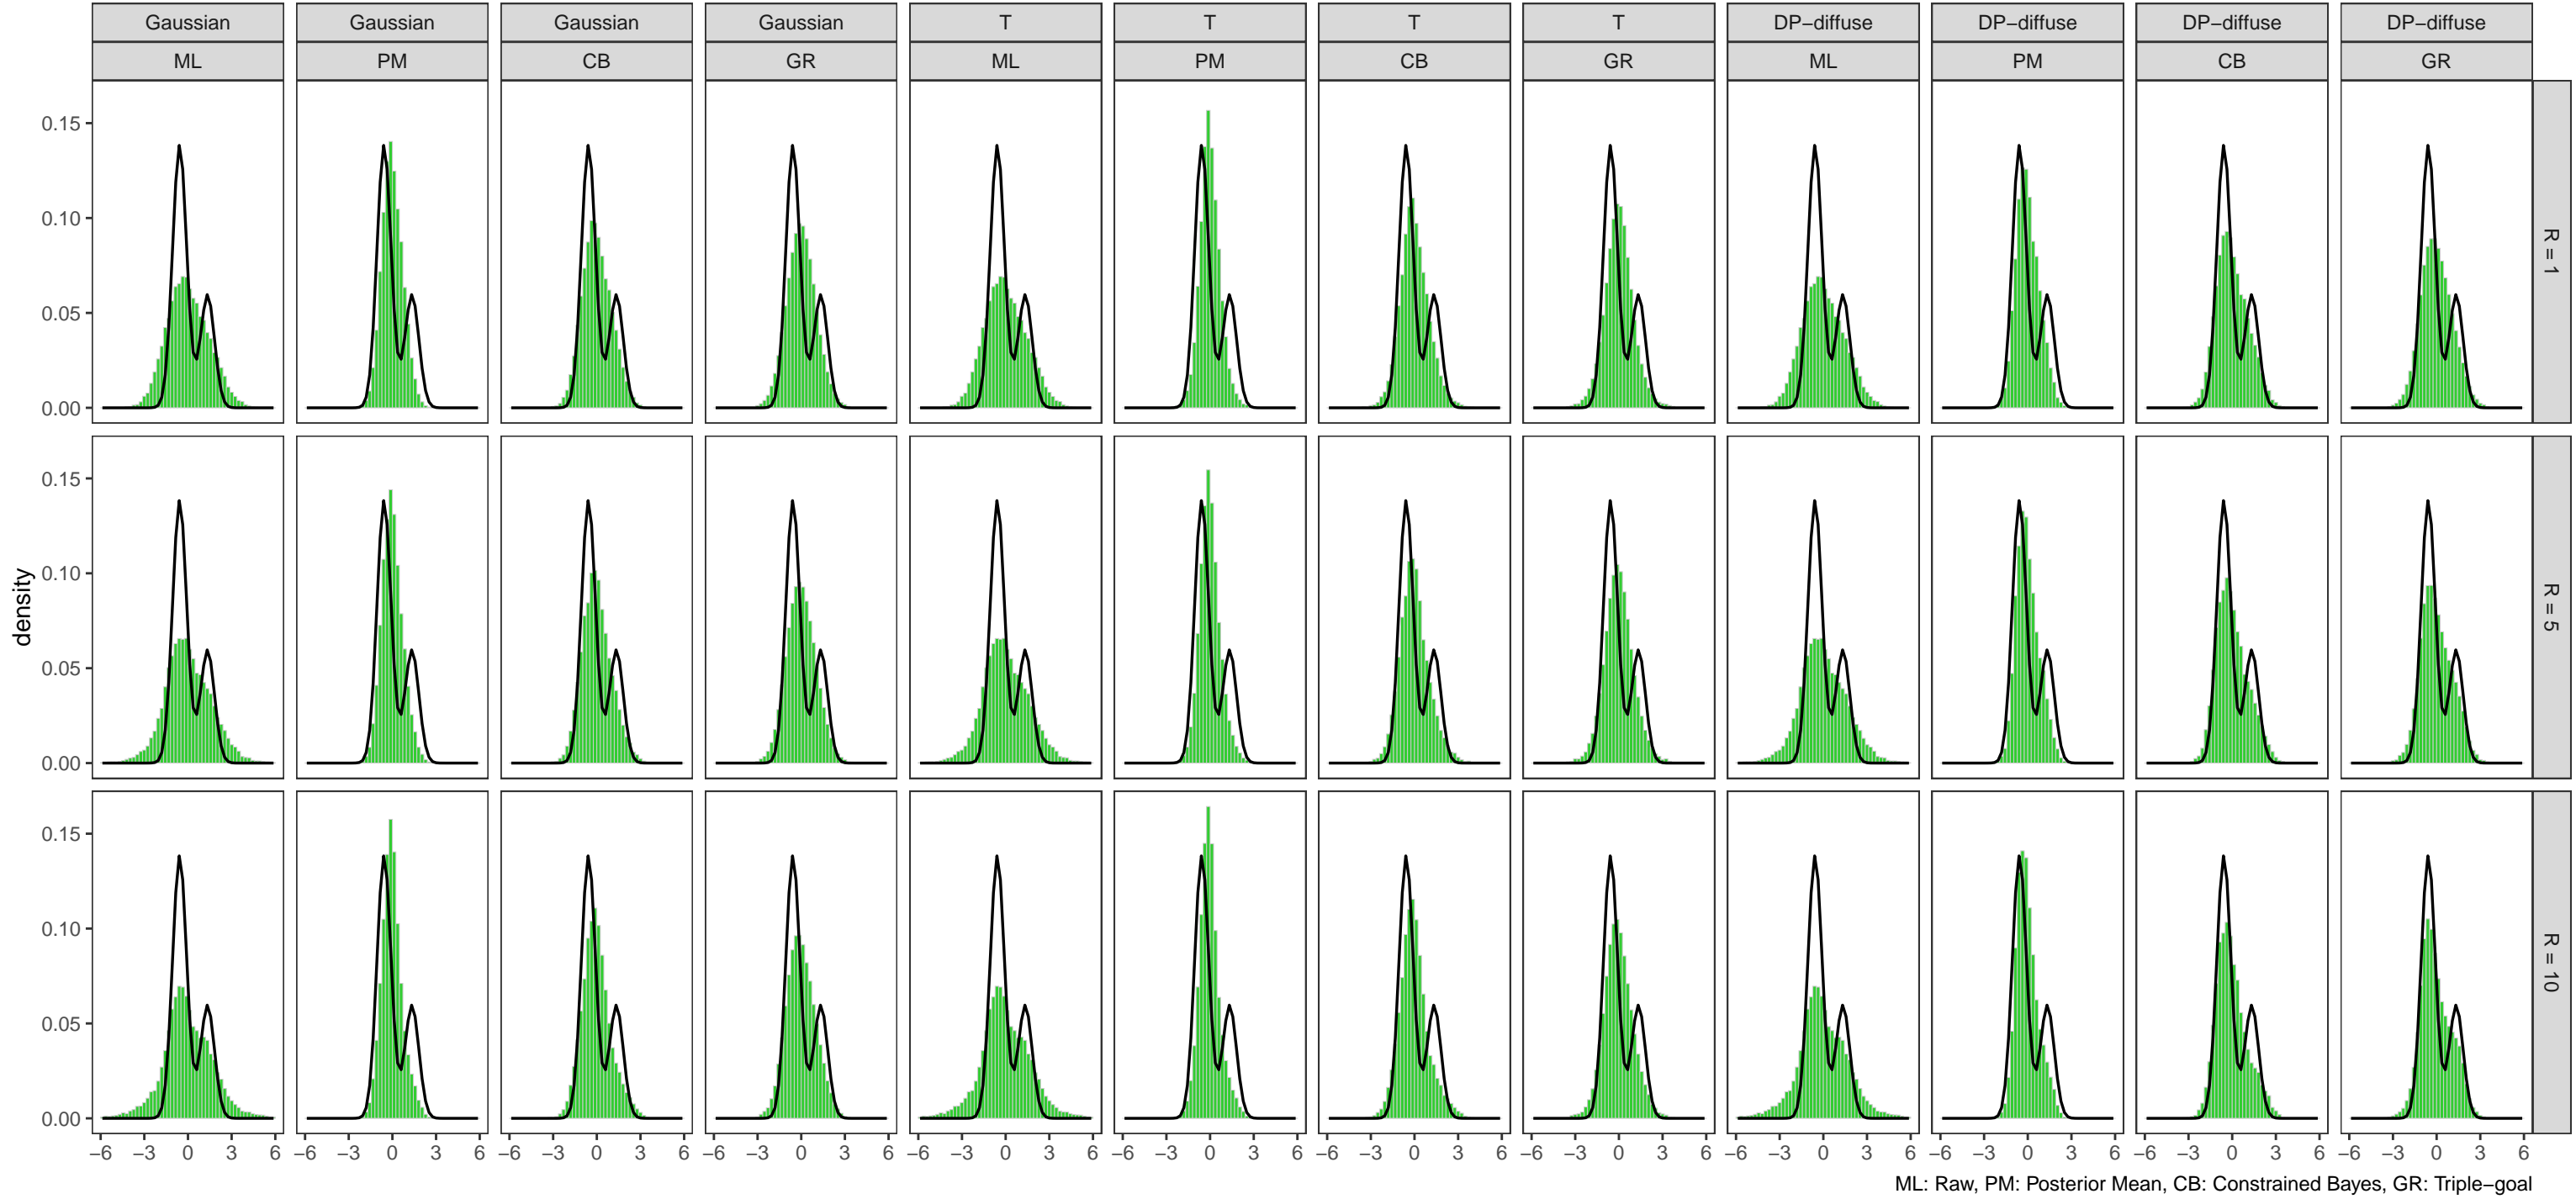 Gaussian Gaussian Gaussian Gaussian T T T T DP−diffuse DP−diffuse DP−diffuse DP−diffuse
ML PM CB GR ML PM CB GR ML PM CB GR
density
0.15
0.10
0.05
0.00
R = 1
0.15
0.10
0.05
0.00
R = 5
0.15
0.10
0.05
0.00
R = 10
−6 −3 0 3 6 −6 −3 0 3 6 −6 −3 0 3 6 −6 −3 0 3 6 −6 −3 0 3 6 −6 −3 0 3 6 −6 −3 0 3 6 −6 −3 0 3 6 −6 −3 0 3 6 −6 −3 0 3 6 −6 −3 0 3 6 −6 −3 0 3 6
ML: Raw, PM: Posterior Mean, CB: Constrained Bayes, GR: Triple−goal